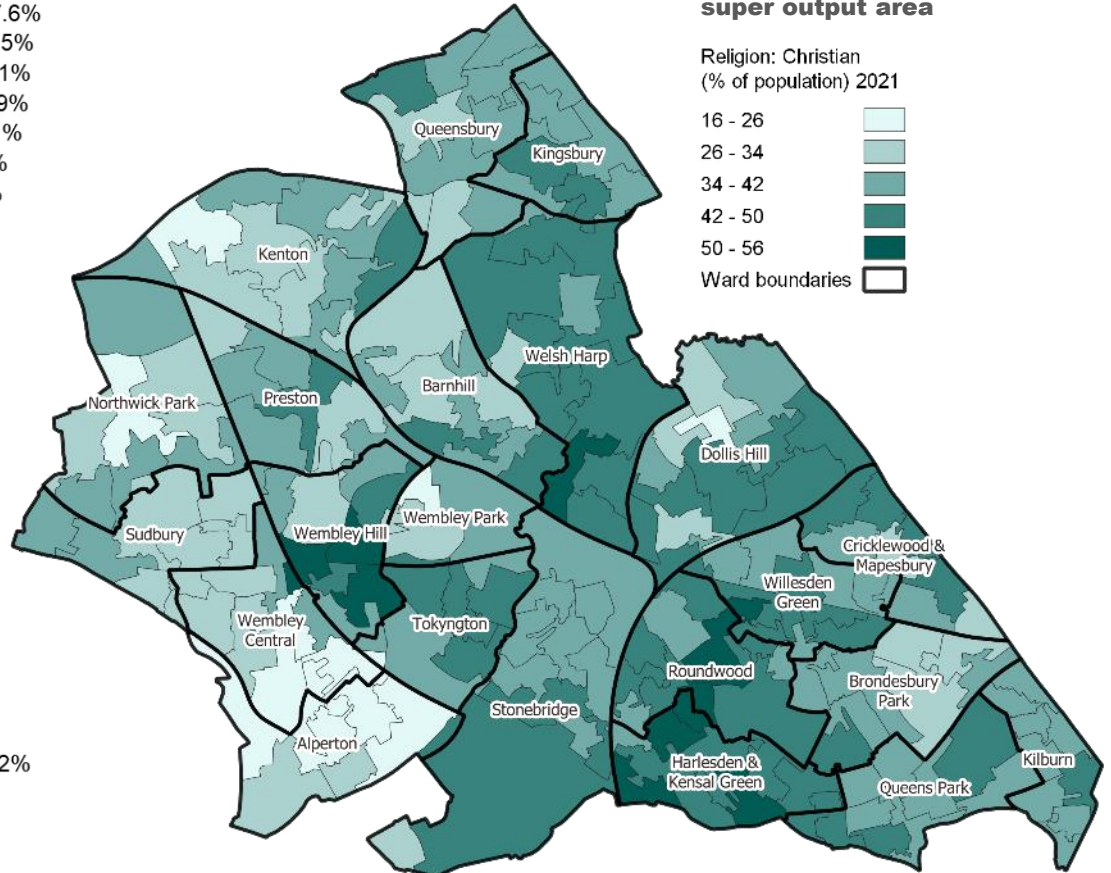 7.6%
5%
1%
9%
1%
%
2%
super output area
Religion: Christian
(% of population) 2021
16 - 26
26 - 34
34 - 42
42 - 50
50 - 56
Ward boundaries
Queensbury
Kingsbury
Kenton
Welsh Harp
Barnhill
Preston
Northwick Park
Dollis Hill
Wembley Park
Wembley Hill
Sudbury
Cricklewood &
Mapesbury
Willesden
Green
Wembley
Central
Tokyngton
Roundwood
Brondesbury
Park
Stonebridge
Alperton
Harlesden &
Kensal Green
Kilburn
Queens Park